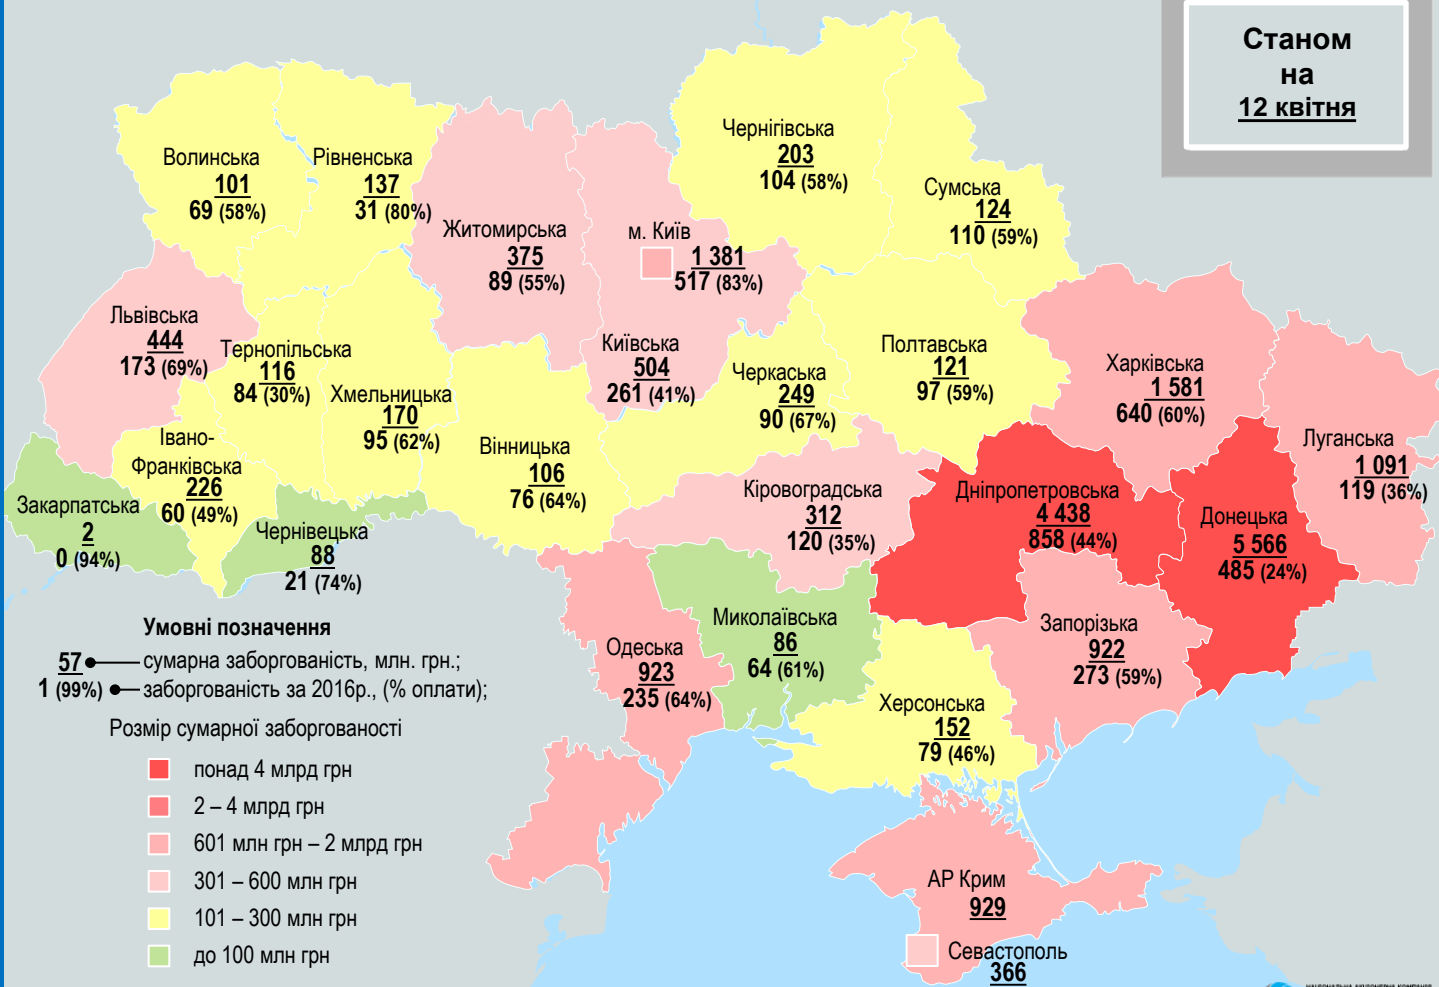 Станом
на
12 квітня
Волинська
101
69 (58%)
Рівненська
137
31 (80%)
Житомирська
375
89 (55%)
м. Київ
1 381
517 (83%)
Чернігівська
203
104 (58%)
Сумська
124
110 (59%)
Львівська
444
173 (69%)
Тернопільська
116
84 (30%)
Хмельницька
170
95 (62%)
Київська
504
261 (41%)
Черкаська
249
90 (67%)
Полтавська
121
97 (59%)
Харківська
1 581
640 (60%)
Луганська
1 091
119 (36%)
Івано-
Франківська
226
60 (49%)
Вінницька
106
76 (64%)
Закарпатська
2
0 (94%)
Чернівецька
88
21 (74%)
Кіровоградська
312
120 (35%)
Дніпропетровська
4 438
858 (44%)
Донецька
5 566
485 (24%)
Одеська
923
235 (64%)
Миколаївська
86
64 (61%)
Запорізька
922
273 (59%)
Херсонська
152
79 (46%)
АР Крим
929
Севастополь
366
Умовні позначення
57 сумарна заборгованість, млн. грн.;
1 (99%) заборгованість за 2016р., (% оплати);
Розмір сумарної заборгованості
понад 4 млрд грн
2 – 4 млрд грн
601 млн грн – 2 млрд грн
301 – 600 млн грн
101 – 300 млн грн
до 100 млн грн